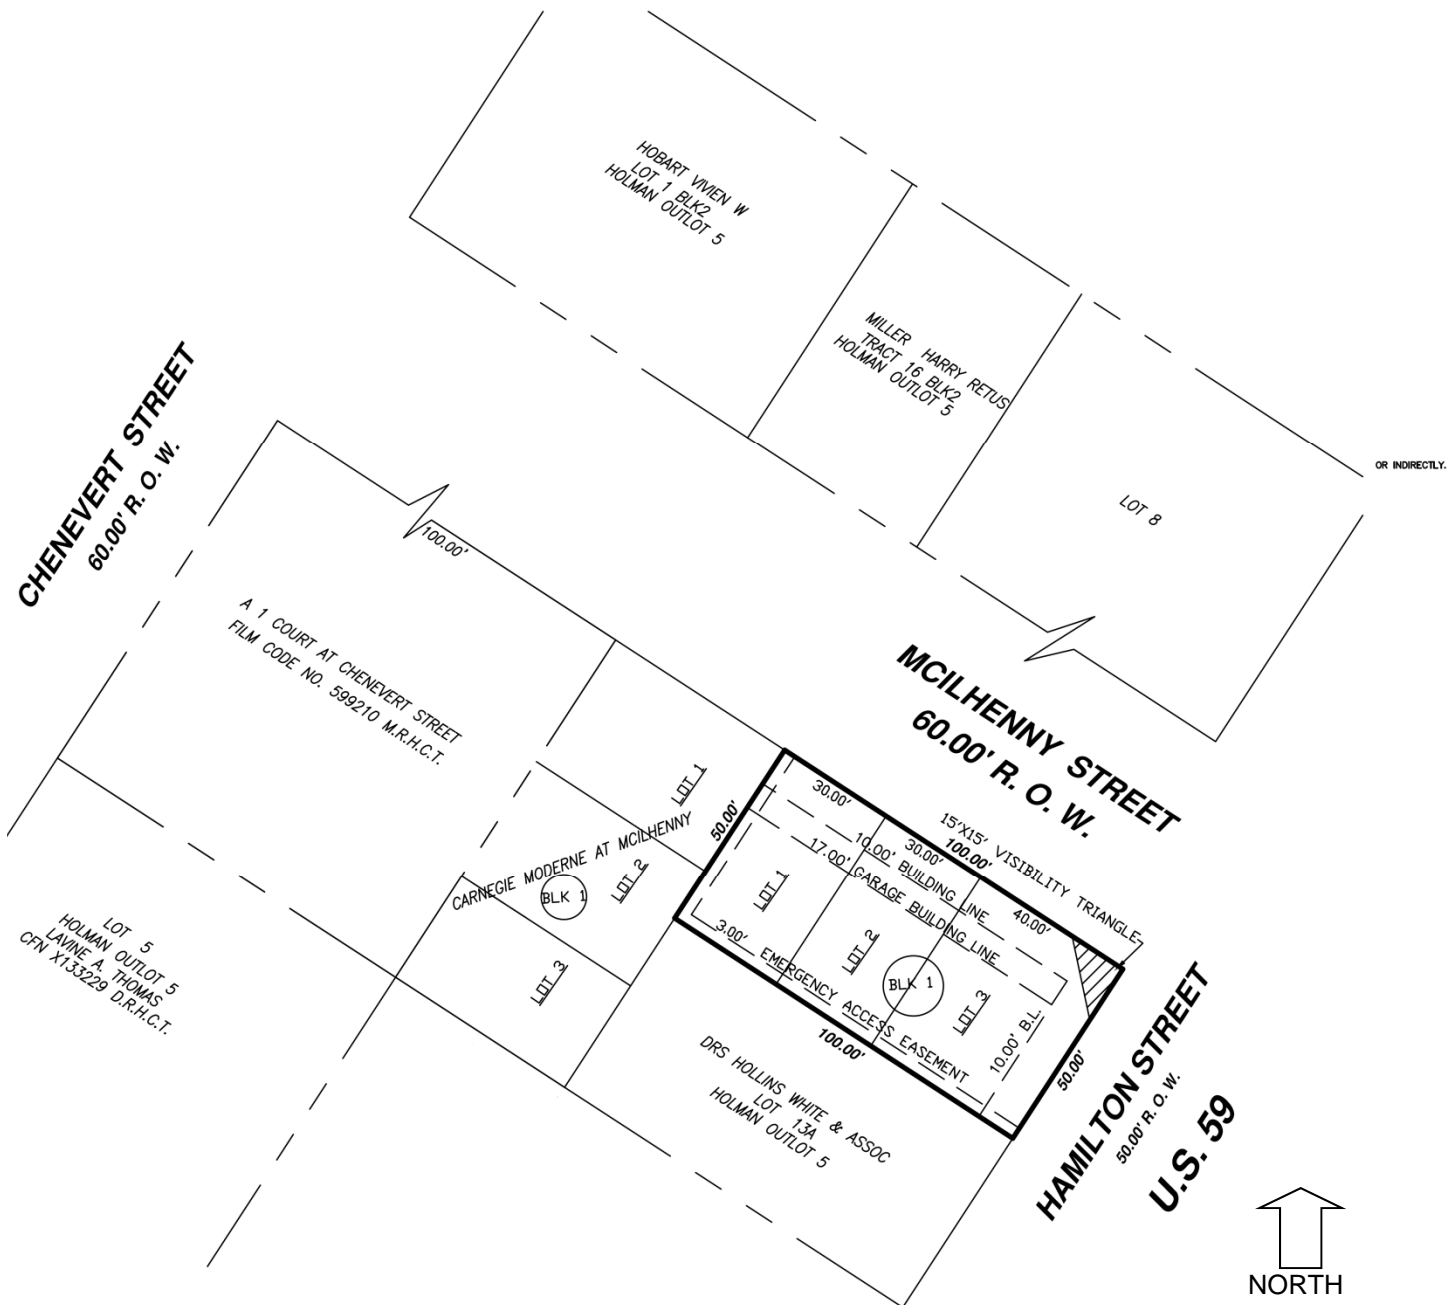 HOBART VIVIEN W
LOT 1 BLK2
HOLMAN OUTLOT 5
MILLER HARRY RETUS
TRACT 16 BLK2
HOLMAN OUTLOT 5
OR INDIRECTLY.
LOT 8
CHENEVERT STREET
60.00' R. O. W.
100.00'
A 1 COURT AT CHENEVERT STREET
FILM CODE NO. 599210 M.R.H.C.T.
MCILHENNY STREET
60.00' R. O. W.
LOT 1
CARNEGIE MODERNE AT MCILHENNY
LOT 2
BLK 1
LOT 3
50.00'
30.00'
30.00'
100.00'
15'X15' VISIBILITY TRIANGLE
40.00'
10.00' BUILDING LINE
17.00' GARAGE BUILDING LINE
LOT 1
LOT 2
BLK 1
LOT 3
3.00' EMERGENCY ACCESS EASEMENT
10.00' B.L.
100.00'
50.00'
LOT 5
HOLMAN OUTLOT 5
LAVINE A. THOMAS
CFN X133229 D.R.H.C.T.
DRS HOLLINS WHITE & ASSOC
LOT 13A
HOLMAN OUTLOT 5
HAMILTON STREET
50.00' R. O. W.
U.S. 59
NORTH